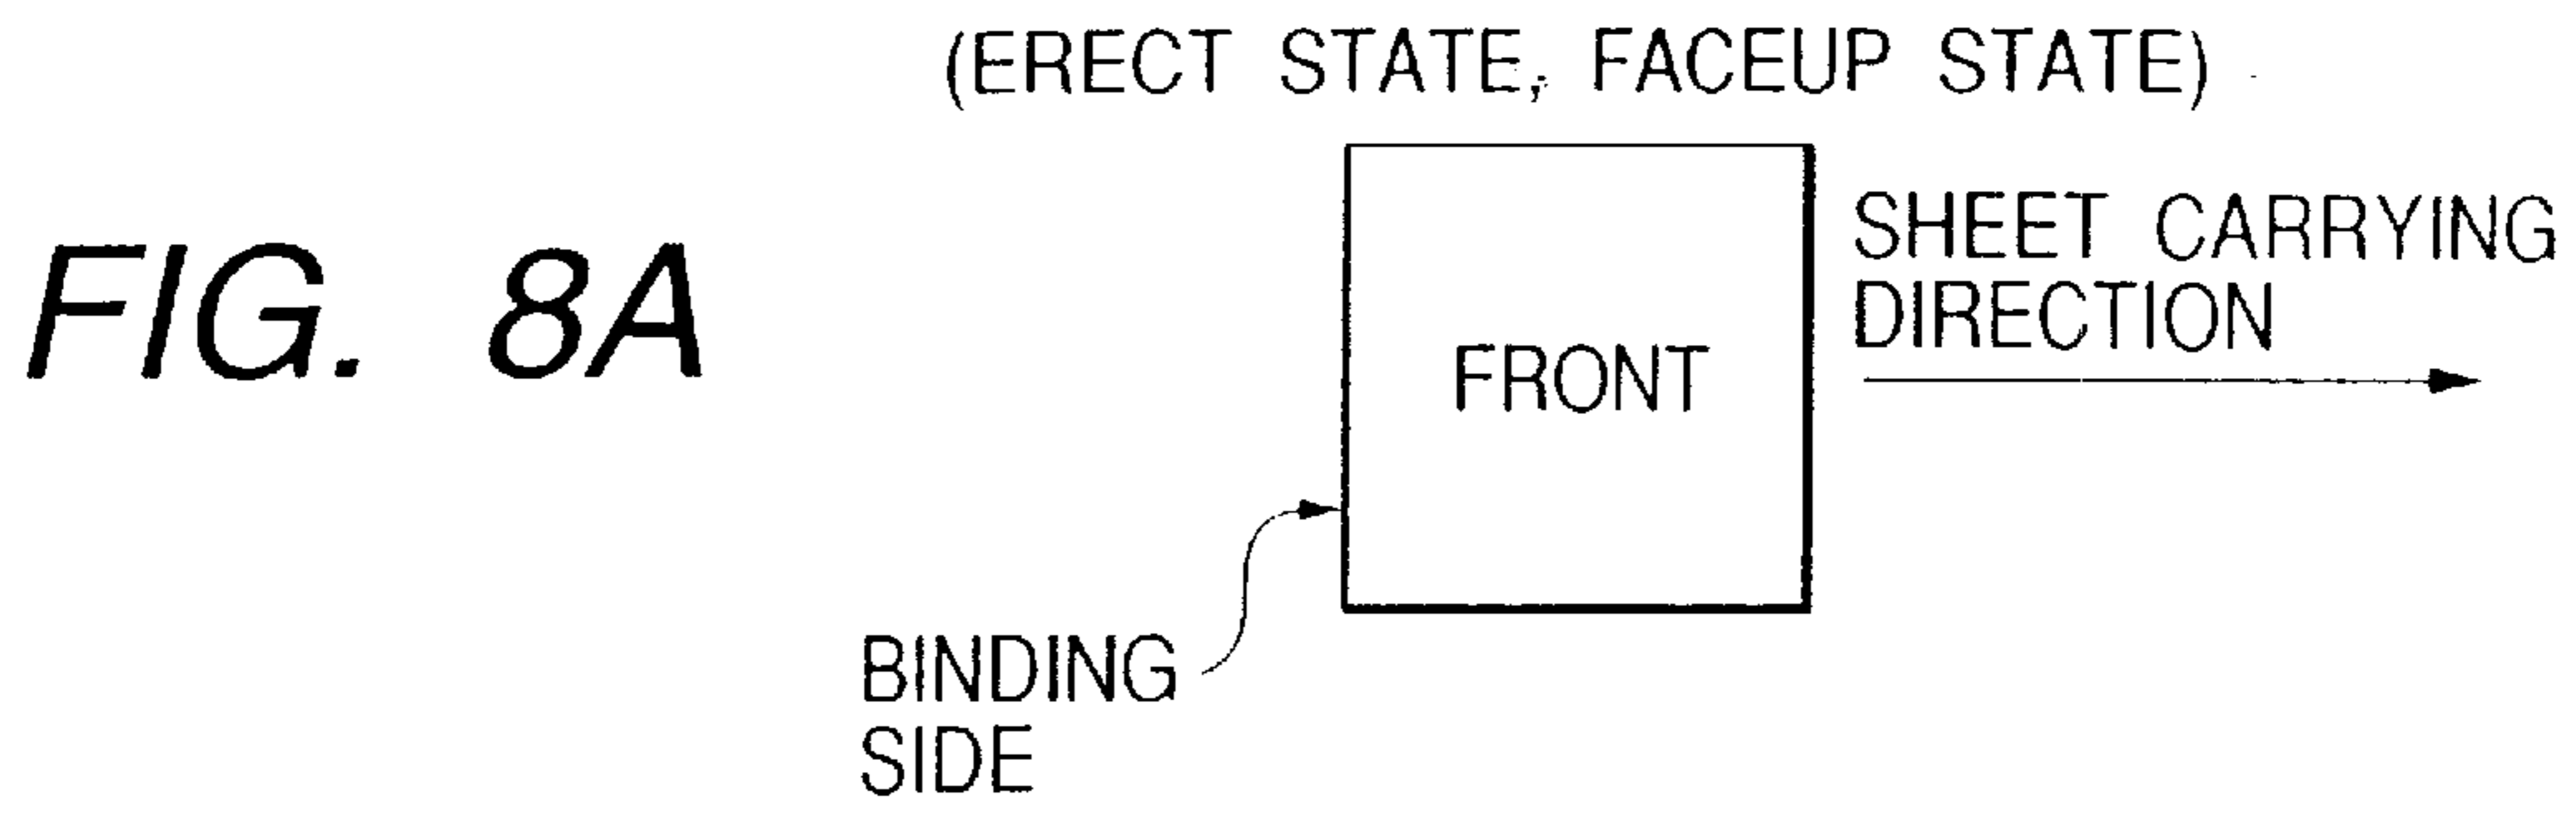 (ERECT STATE, FACEUP STATE)
FIG. 8A
SHEET CARRYING
DIRECTION
FRONT
BINDING
SIDE